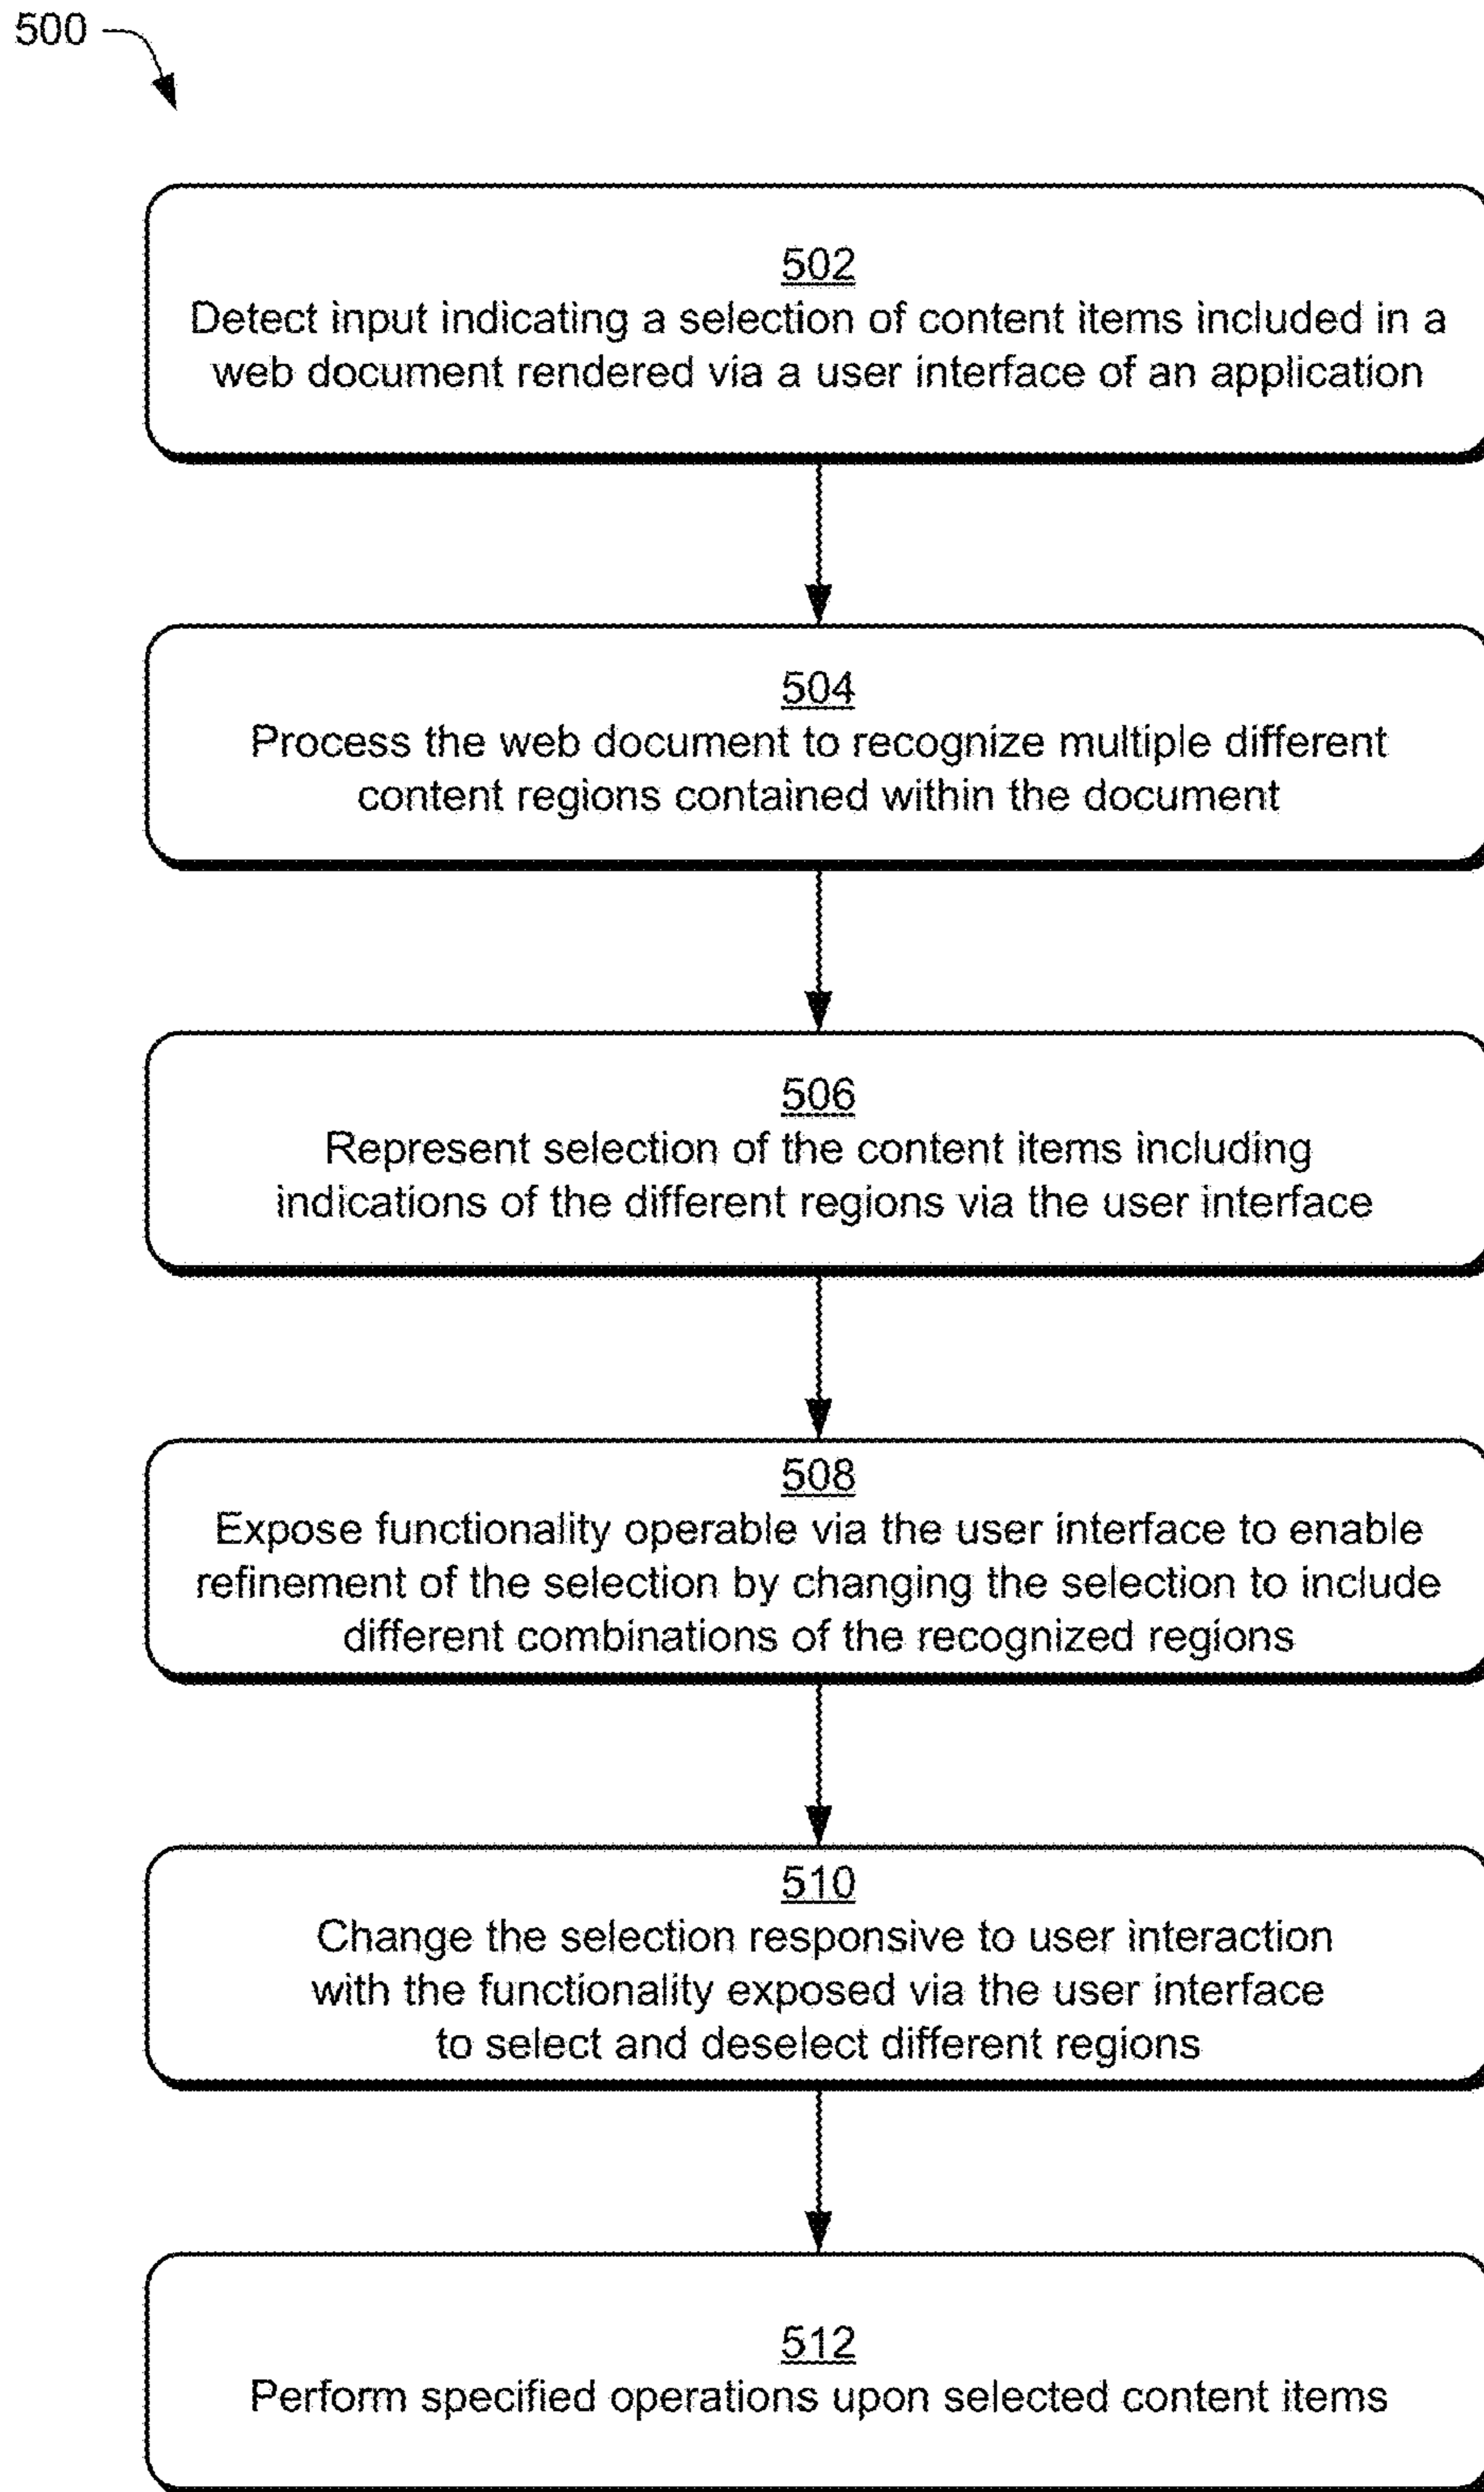 500
502
Detect input indicating a selection of content items included in a
web document rendered via a user interface of an application
504
Process the web document to recognize multiple different
content regions contained within the document
506
Represent selection of the content items including
indications of the different regions via the user interface
508
Expose functionality operable via the user interface to enable
refinement of the selection by changing the selection to include
different combinations of the recognized regions
510
Change the selection responsive to user interaction
with the functionality exposed via the user interface
to select and deselect different regions
512
Perform specified operations upon selected content items